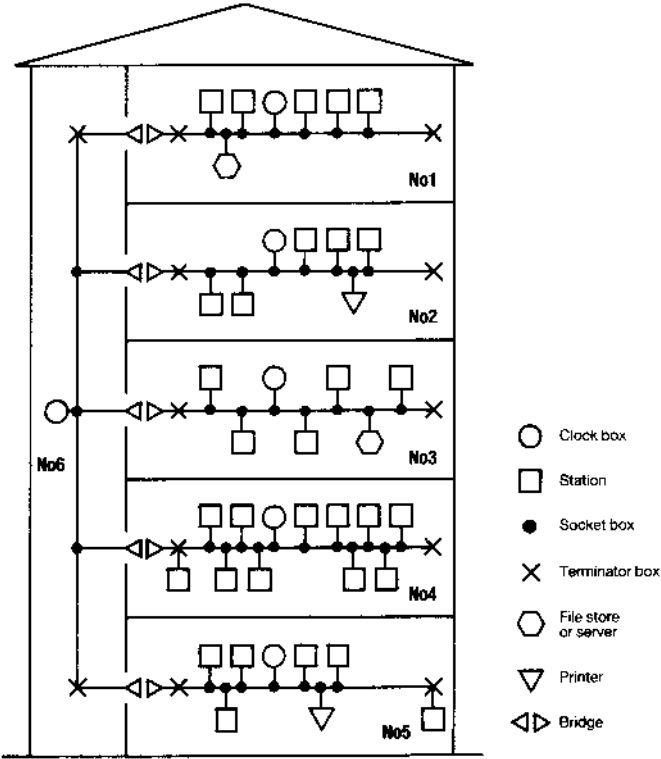 No1
No2
No3
No6
No4
No5
Clock box
Station
Socket box
Terminator box
File store
or server
Printer
Bridge